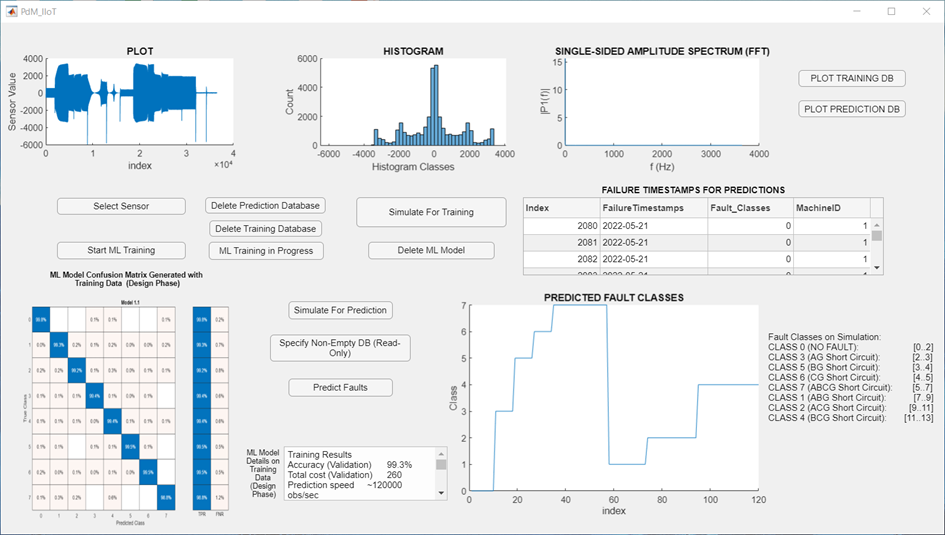 PdM_IIoT
PLOT
HISTOGRAM
SINGLE-SIDED AMPLITUDE SPECTRUM (FFT)
Sensor Value
4000
2000
0
-2000
-4000
-6000
0
1
2
3
4
×10⁴
index
Count
6000
4000
2000
0
-6000
-4000
-2000
0
2000
4000
Histogram Classes
|P1(f)|
15
10
5
0
0
1000
2000
3000
4000
f (Hz)
PLOT TRAINING DB
PLOT PREDICTION DB
Select Sensor
Delete Prediction Database
Simulate For Training
Delete Training Database
Start ML Training
ML Training in Progress
Delete ML Model
FAILURE TIMESTAMPS FOR PREDICTIONS
Index FailureTimestamps Fault_Classes MachineID
2080 2022-05-21 0 1
2081 2022-05-21 0 1
2082 2022-05-21 0 1
ML Model Confusion Matrix Generated with
Training Data (Design Phase)
Model 1.1
True Class
0 1 2 3 4 5 6 7
TPR FNR
Predicted Class
Simulate For Prediction
Specify Non-Empty DB (Read-
Only)
Predict Faults
ML Model
Details on
Training
Data
(Design
Phase)
Training Results
Accuracy (Validation) 99.3%
Total cost (Validation) 260
Prediction speed ~120000
obs/sec
PREDICTED FAULT CLASSES
Class
7
6
5
4
3
2
1
0
0
20
40
60
80
100
120
index
Fault Classes on Simulation:
CLASS 0 (NO FAULT): [0..2]
CLASS 3 (AG Short Circuit): [2..3]
CLASS 5 (BG Short Circuit): [3..4]
CLASS 6 (CG Short Circuit): [4..5]
CLASS 7 (ABCG Short Circuit): [5..7]
CLASS 1 (ABG Short Circuit): [7..9]
CLASS 2 (ACG Short Circuit): [9..11]
CLASS 4 (BCG Short Circuit): [11..13]